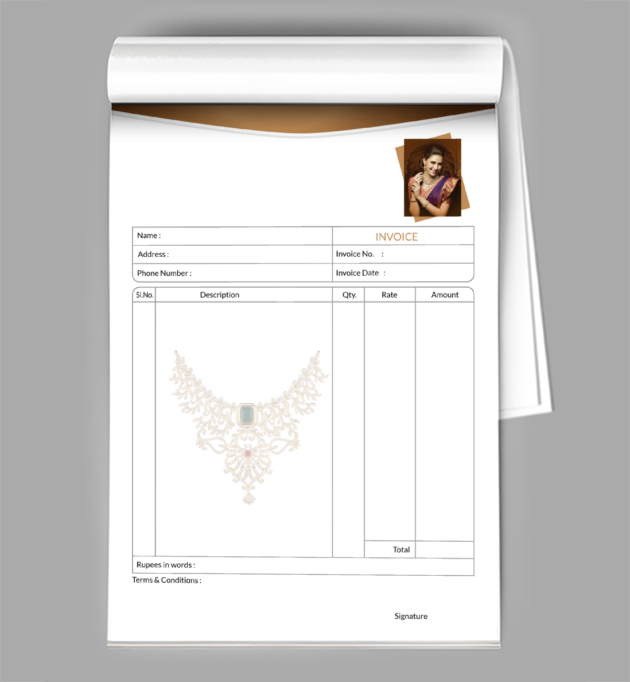 Name :
INVOICE
Address :
Invoice No. :
Phone Number :
Invoice Date :
Sl.No.
Description
Qty.
Rate
Amount
Total
Rupees in words :
Terms & Conditions :
Signature